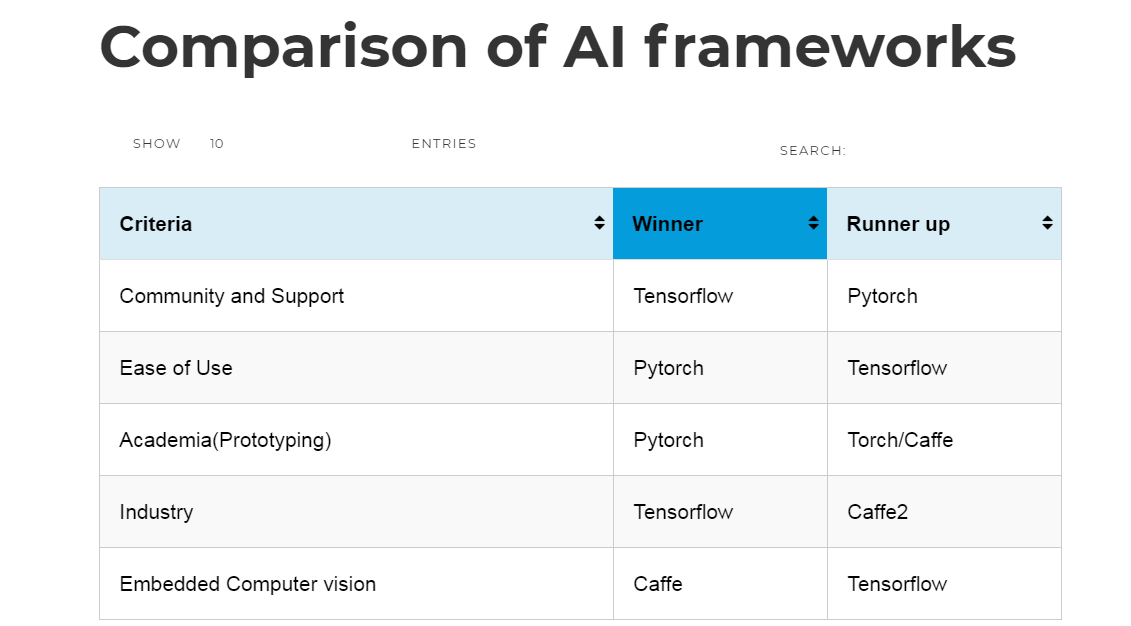 Comparison of AI frameworks
SHOW 10 ENTRIES
SEARCH:
Criteria Winner Runner up
Community and Support Tensorflow Pytorch
Ease of Use Pytorch Tensorflow
Academia(Prototyping) Pytorch Torch/Caffe
Industry Tensorflow Caffe2
Embedded Computer vision Caffe Tensorflow